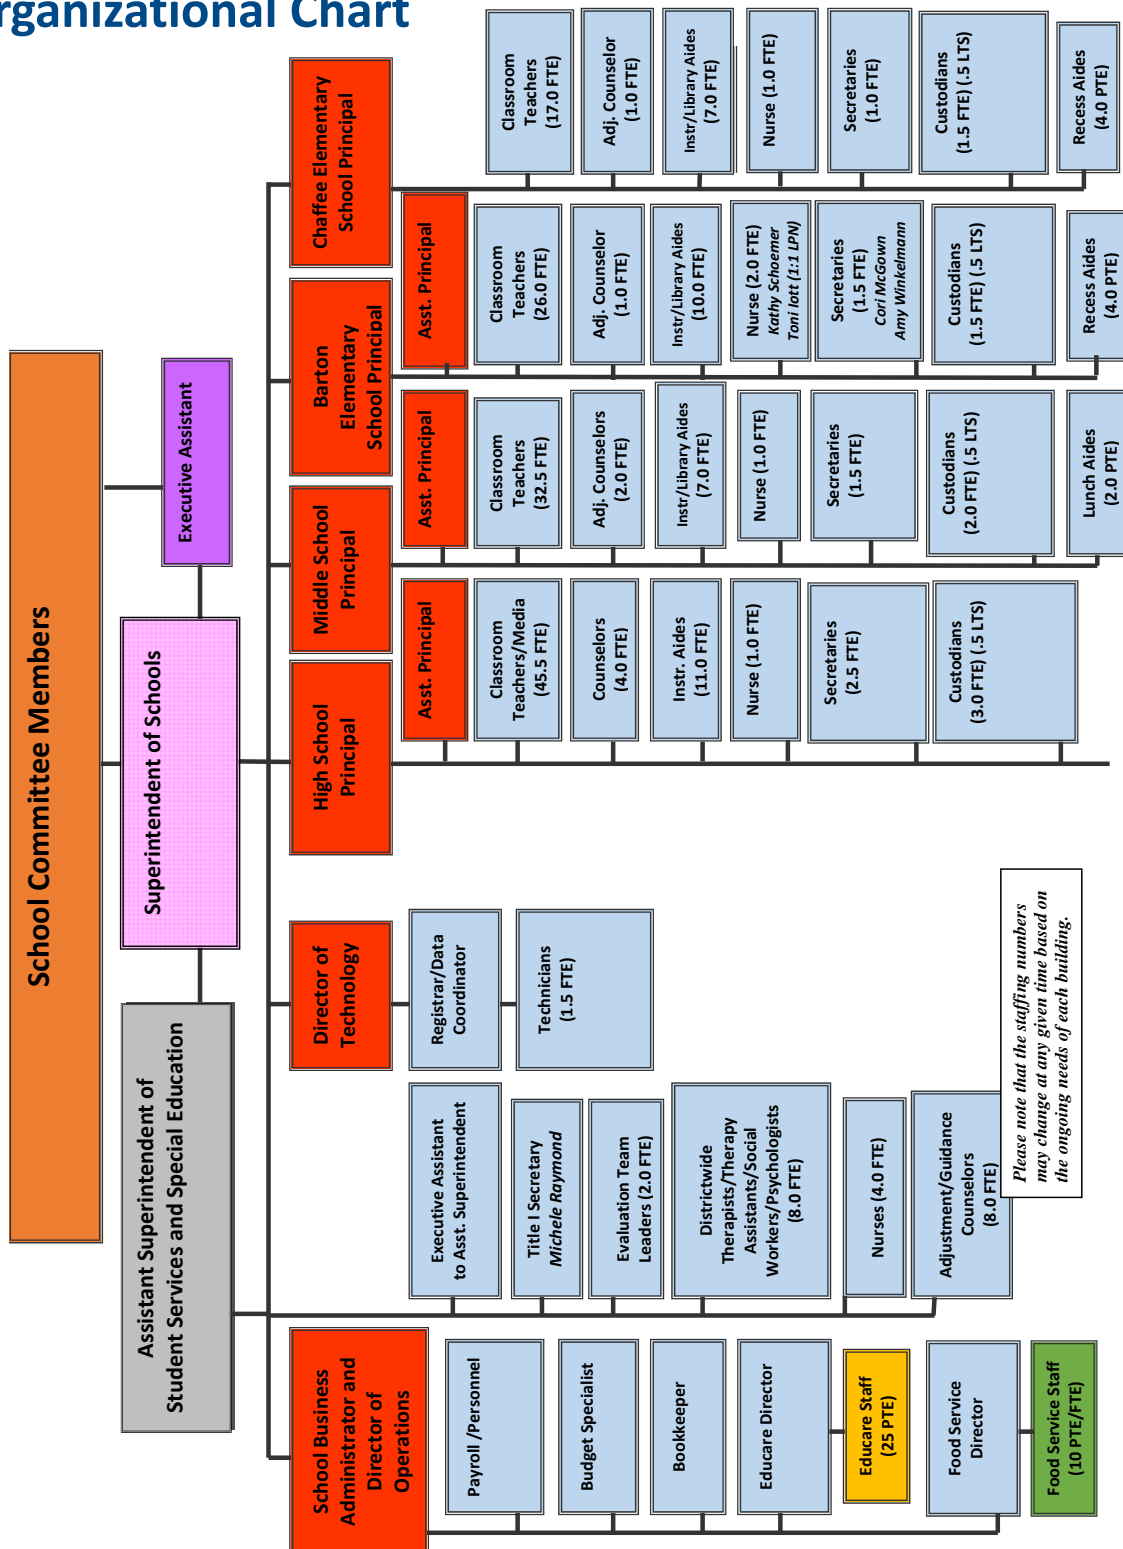 rganizational Chart
School Committee Members
Executive Assistant
Superintendent of Schools
Assistant Superintendent of
Student Services and Special Education
School Business
Administrator and
Director of
Operations
Payroll /Personnel
Budget Specialist
Bookkeeper
Educare Director
Educare Staff
(25 PTE)
Food Service
Director
Food Service Staff
(10 PTE/FTE)
Executive Assistant
to Asst. Superintendent
Title I Secretary
Michele Raymond
Evaluation Team
Leaders (2.0 FTE)
Districtwide
Therapists/Therapy
Assistants/Social
Workers/Psychologists
(8.0 FTE)
Nurses (4.0 FTE)
Adjustment/Guidance
Counselors
(8.0 FTE)
Director of
Technology
Registrar/Data
Coordinator
Technicians
(1.5 FTE)
Please note that the staffing numbers
may change at any given time based on
the ongoing needs of each building.
High School
Principal
Asst. Principal
Classroom
Teachers/Media
(45.5 FTE)
Counselors
(4.0 FTE)
Instr. Aides
(11.0 FTE)
Nurse (1.0 FTE)
Secretaries
(2.5 FTE)
Custodians
(3.0 FTE) (.5 LTS)
Middle School
Principal
Asst. Principal
Classroom
Teachers
(32.5 FTE)
Adj. Counselors
(2.0 FTE)
Instr/Library Aides
(7.0 FTE)
Nurse (1.0 FTE)
Secretaries
(1.5 FTE)
Custodians
(2.0 FTE) (.5 LTS)
Lunch Aides
(2.0 PTE)
Barton
Elementary
School Principal
Asst. Principal
Classroom
Teachers
(26.0 FTE)
Adj. Counselor
(1.0 FTE)
Instr/Library Aides
(10.0 FTE)
Nurse (2.0 FTE)
Kathy Schoemer
Toni Iott (1:1 LPN)
Secretaries
(1.5 FTE)
Cori McGown
Amy Winkelmann
Custodians
(1.5 FTE) (.5 LTS)
Recess Aides
(4.0 PTE)
Chaffee Elementary
School Principal
Classroom
Teachers
(17.0 FTE)
Adj. Counselor
(1.0 FTE)
Instr/Library Aides
(7.0 FTE)
Nurse (1.0 FTE)
Secretaries
(1.0 FTE)
Custodians
(1.5 FTE) (.5 LTS)
Recess Aides
(4.0 PTE)